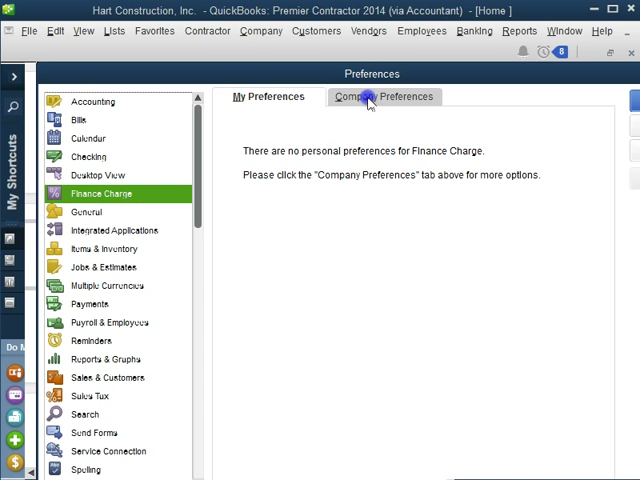 Hart Construction, Inc. - QuickBooks: Premier Contractor 2014 (via Accountant) - [Home ]
File Edit View Lists Favorites Contractor Company Customers Vendors Employees Banking Reports Window Help
8
Preferences
My Preferences Company Preferences
There are no personal preferences for Finance Charge.
Please click the "Company Preferences" tab above for more options.
My Shortcuts
Do M
Accounting
Bills
Calendar
Checking
Desktop View
Finance Charge
General
Integrated Applications
Items & Inventory
Jobs & Estimates
Multiple Currencies
Payments
Payroll & Employees
Reminders
Reports & Graphs
Sales & Customers
Sales Tax
Search
Send Forms
Service Connection
Spelling